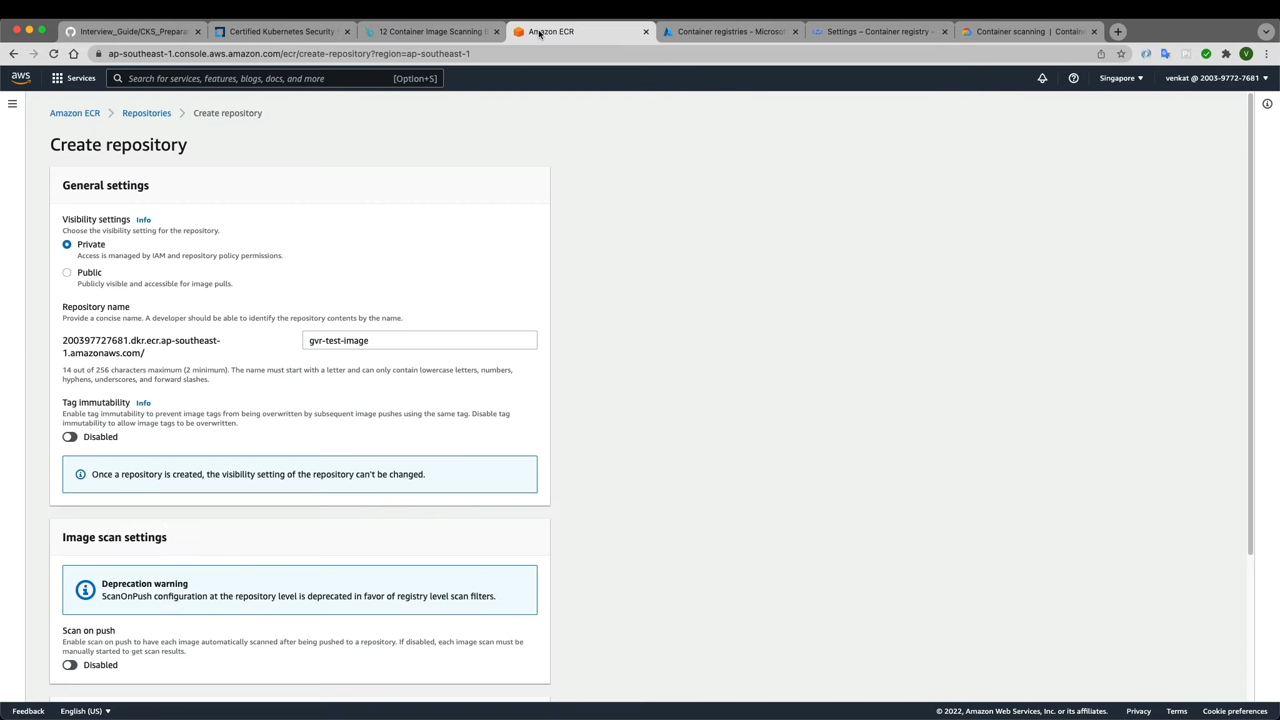 Interview_Guide/CKS_Prepara
Certified Kubernetes Security
12 Container Image Scanning B
Amazon ECR
Container registries - Microsof
Settings – Container registry -
Container scanning | Containe
ap-southeast-1.console.aws.amazon.com/ecr/create-repository?region=ap-southeast-1
aws
Services
Search for services, features, blogs, docs, and more
[Option+S]
Singapore
venkat @ 2003-9772-7681
Amazon ECR
Repositories
Create repository
Create repository
General settings
Visibility settings Info
Choose the visibility setting for the repository.
Private
Access is managed by IAM and repository policy permissions.
Public
Publicly visible and accessible for image pulls.
Repository name
Provide a concise name. A developer should be able to identify the repository contents by the name.
200397727681.dkr.ecr.ap-southeast-
1.amazonaws.com/
gvr-test-image
14 out of 256 characters maximum (2 minimum). The name must start with a letter and can only contain lowercase letters, numbers,
hyphens, underscores, and forward slashes.
Tag immutability Info
Enable tag immutability to prevent image tags from being overwritten by subsequent image pushes using the same tag. Disable tag
immutability to allow image tags to be overwritten.
Disabled
Once a repository is created, the visibility setting of the repository can't be changed.
Image scan settings
Deprecation warning
ScanOnPush configuration at the repository level is deprecated in favor of registry level scan filters.
Scan on push
Enable scan on push to have each image automatically scanned after being pushed to a repository. If disabled, each image scan must be
manually started to get scan results.
Disabled
Feedback
English (US)
© 2022, Amazon Web Services, Inc. or its affiliates.
Privacy
Terms
Cookie preferences